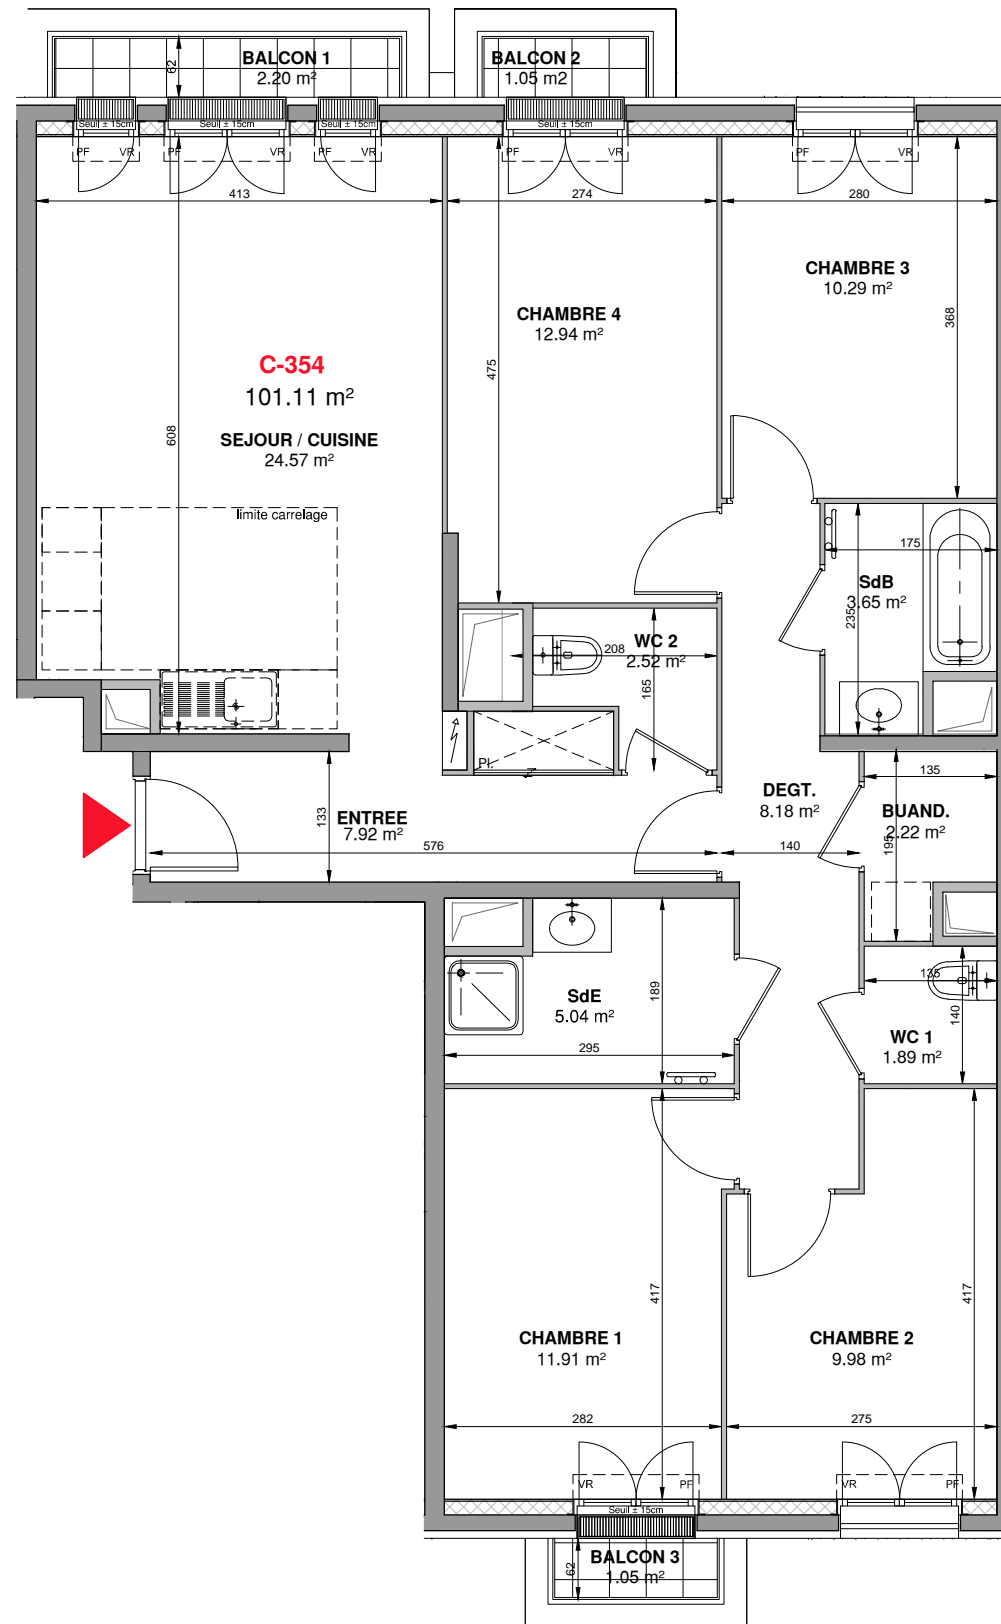 BALCON 1
2.20 m²
62
BALCON 2
1.05 m2
Seuil ± 15cm
Seuil ± 15cm
Seuil ± 15cm
Seuil ± 15cm
PF VR
PF VR
PF VR
PF VR
PF VR
413
274
280
CHAMBRE 3
10.29 m²
368
CHAMBRE 4
12.94 m²
475
C-354
101.11 m²
608
SEJOUR / CUISINE
24.57 m²
limite carrelage
175
SdB
3.65 m²
235
WC 2
2.52 m²
208
165
Pl.
135
DEGT.
8.18 m²
BUAND.
2.22 m²
195
133
ENTREE
7.92 m²
576
140
SdE
5.04 m²
189
295
135
140
WC 1
1.89 m²
417
417
CHAMBRE 1
11.91 m²
CHAMBRE 2
9.98 m²
282
275
VR PF
VR PF
Seuil ± 15cm
BALCON 3
1.05 m²
62